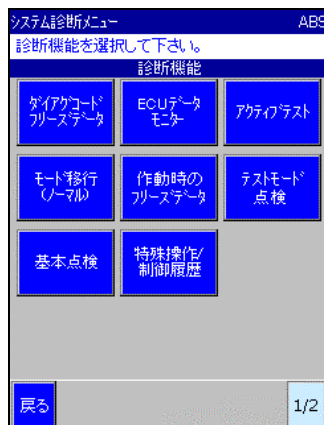 システム診断メニュー ABS
診断機能を選択して下さい。
診断機能
ダイアグコード
フリーズデータ
ECUデータ
モニター
アクティブテスト
モード移行
(ノーマル)
作動時の
フリーズデータ
テストモード
点検
基本点検
特殊操作/
制御履歴
戻る
1/2